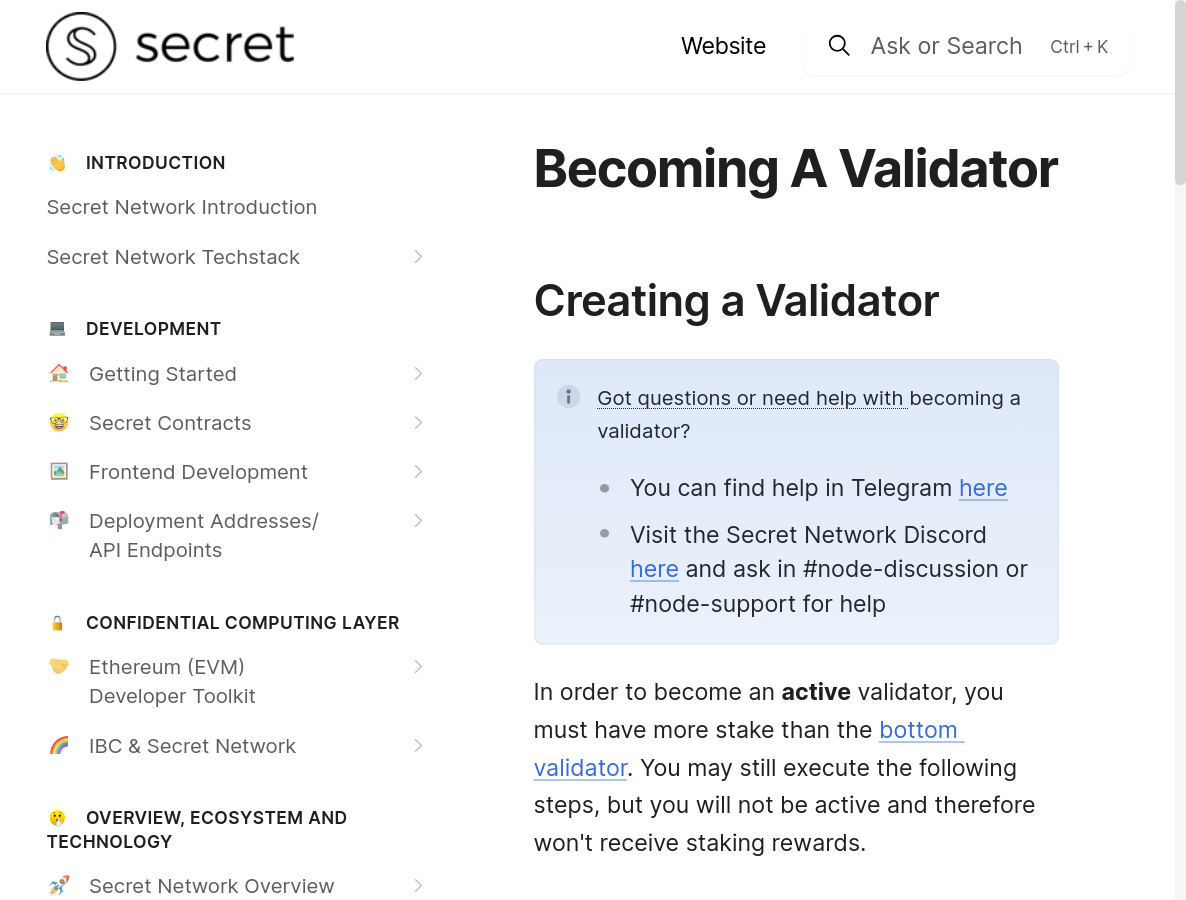 secret
Website
Ask or Search
Ctrl + K
INTRODUCTION
Secret Network Introduction
Secret Network Techstack
DEVELOPMENT
Getting Started
Secret Contracts
Frontend Development
Deployment Addresses/
API Endpoints
CONFIDENTIAL COMPUTING LAYER
Ethereum (EVM)
Developer Toolkit
IBC & Secret Network
OVERVIEW, ECOSYSTEM AND
TECHNOLOGY
Secret Network Overview
Becoming A Validator
Creating a Validator
Got questions or need help with becoming a
validator?
You can find help in Telegram here
Visit the Secret Network Discord
here and ask in #node-discussion or
#node-support for help
In order to become an active validator, you
must have more stake than the bottom
validator. You may still execute the following
steps, but you will not be active and therefore
won't receive staking rewards.